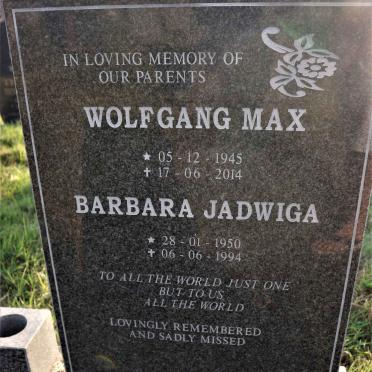 IN LOVING MEMORY OF
OUR PARENTS
WOLFGANG MAX
★ 05 - 12 - 1945
✝ 17 - 06 - 2014
BARBARA JADWIGA
★ 28 - 01 - 1950
✝ 06 - 06 - 1994
TO ALL THE WORLD JUST ONE
BUT TO US
ALL THE WORLD
LOVINGLY REMEMBERED
AND SADLY MISSED